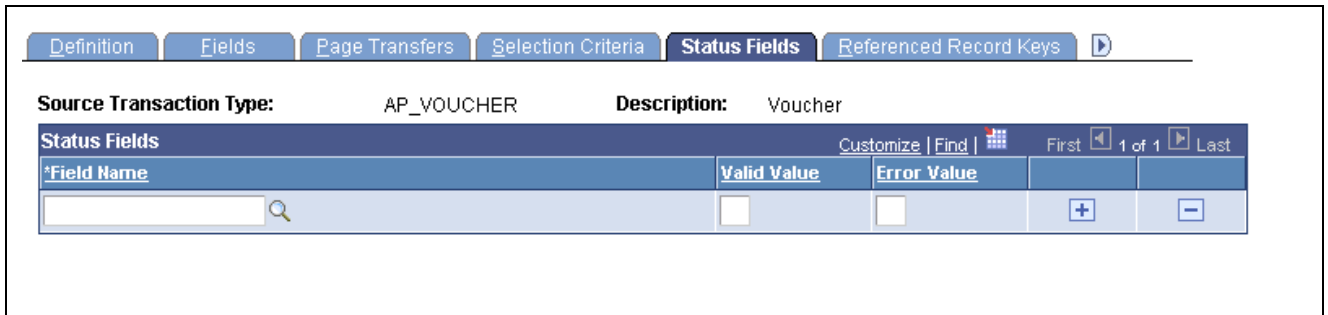 Definition Fields Page Transfers Selection Criteria Status Fields Referenced Record Keys
Source Transaction Type: AP_VOUCHER Description: Voucher
Status Fields Customize | Find | First 1 of 1 Last
*Field Name Valid Value Error Value